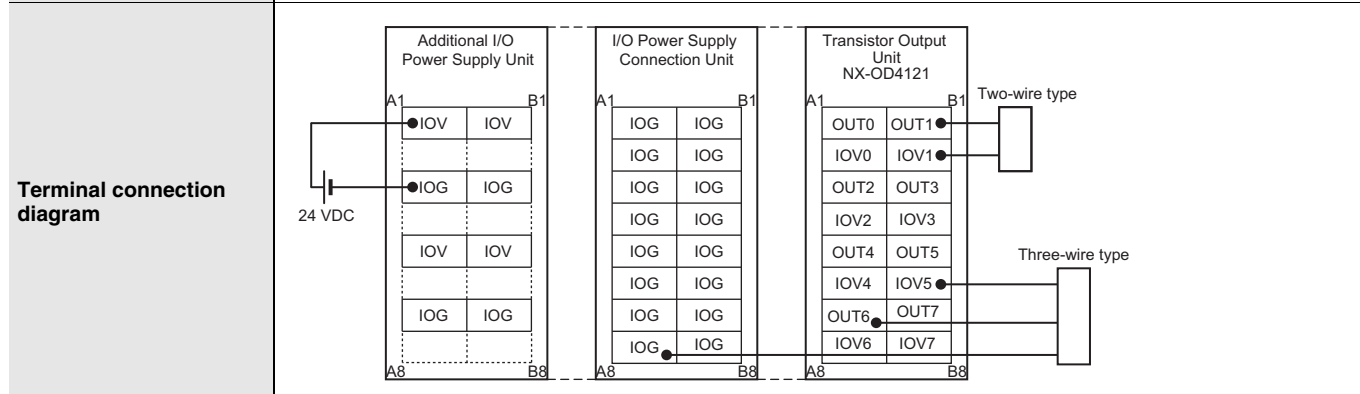 Terminal connection
diagram
Additional I/O
Power Supply Unit
I/O Power Supply
Connection Unit
Transistor Output
Unit
NX-OD4121
Two-wire type
Three-wire type
24 VDC
A1 B1
IOV IOV
IOG IOG
IOV IOV
IOG IOG
A8 B8
A1 B1
IOG IOG
IOG IOG
IOG IOG
IOG IOG
IOG IOG
IOG IOG
IOG IOG
IOG IOG
A8 B8
A1 B1
OUT0 OUT1
IOV0 IOV1
OUT2 OUT3
IOV2 IOV3
OUT4 OUT5
IOV4 IOV5
OUT6 OUT7
IOV6 IOV7
A8 B8